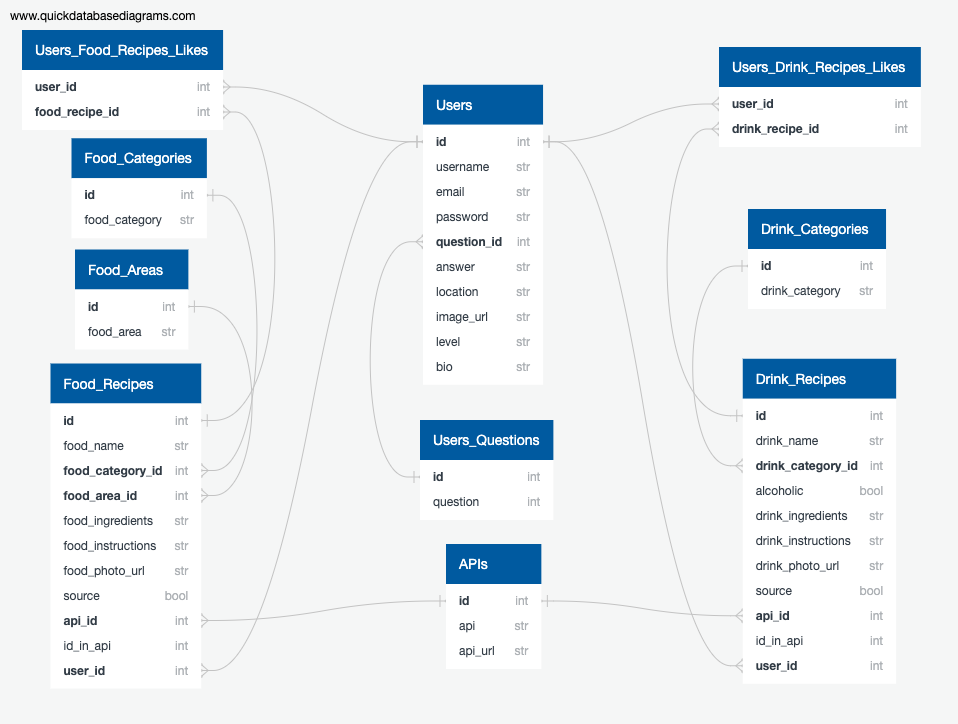 www.quickdatabasediagrams.com
Users_Food_Recipes_Likes
user_id int
food_recipe_id int
Food_Categories
id int
food_category str
Food_Areas
id int
food_area str
Food_Recipes
id int
food_name str
food_category_id int
food_area_id int
food_ingredients str
food_instructions str
food_photo_url str
source bool
api_id int
id_in_api int
user_id int
Users
id int
username str
email str
password str
question_id int
answer str
location str
image_url str
level str
bio str
Users_Questions
id int
question int
APIs
id int
api str
api_url str
Users_Drink_Recipes_Likes
user_id int
drink_recipe_id int
Drink_Categories
id int
drink_category str
Drink_Recipes
id int
drink_name str
drink_category_id int
alcoholic bool
drink_ingredients str
drink_instructions str
drink_photo_url str
source bool
api_id int
id_in_api int
user_id int